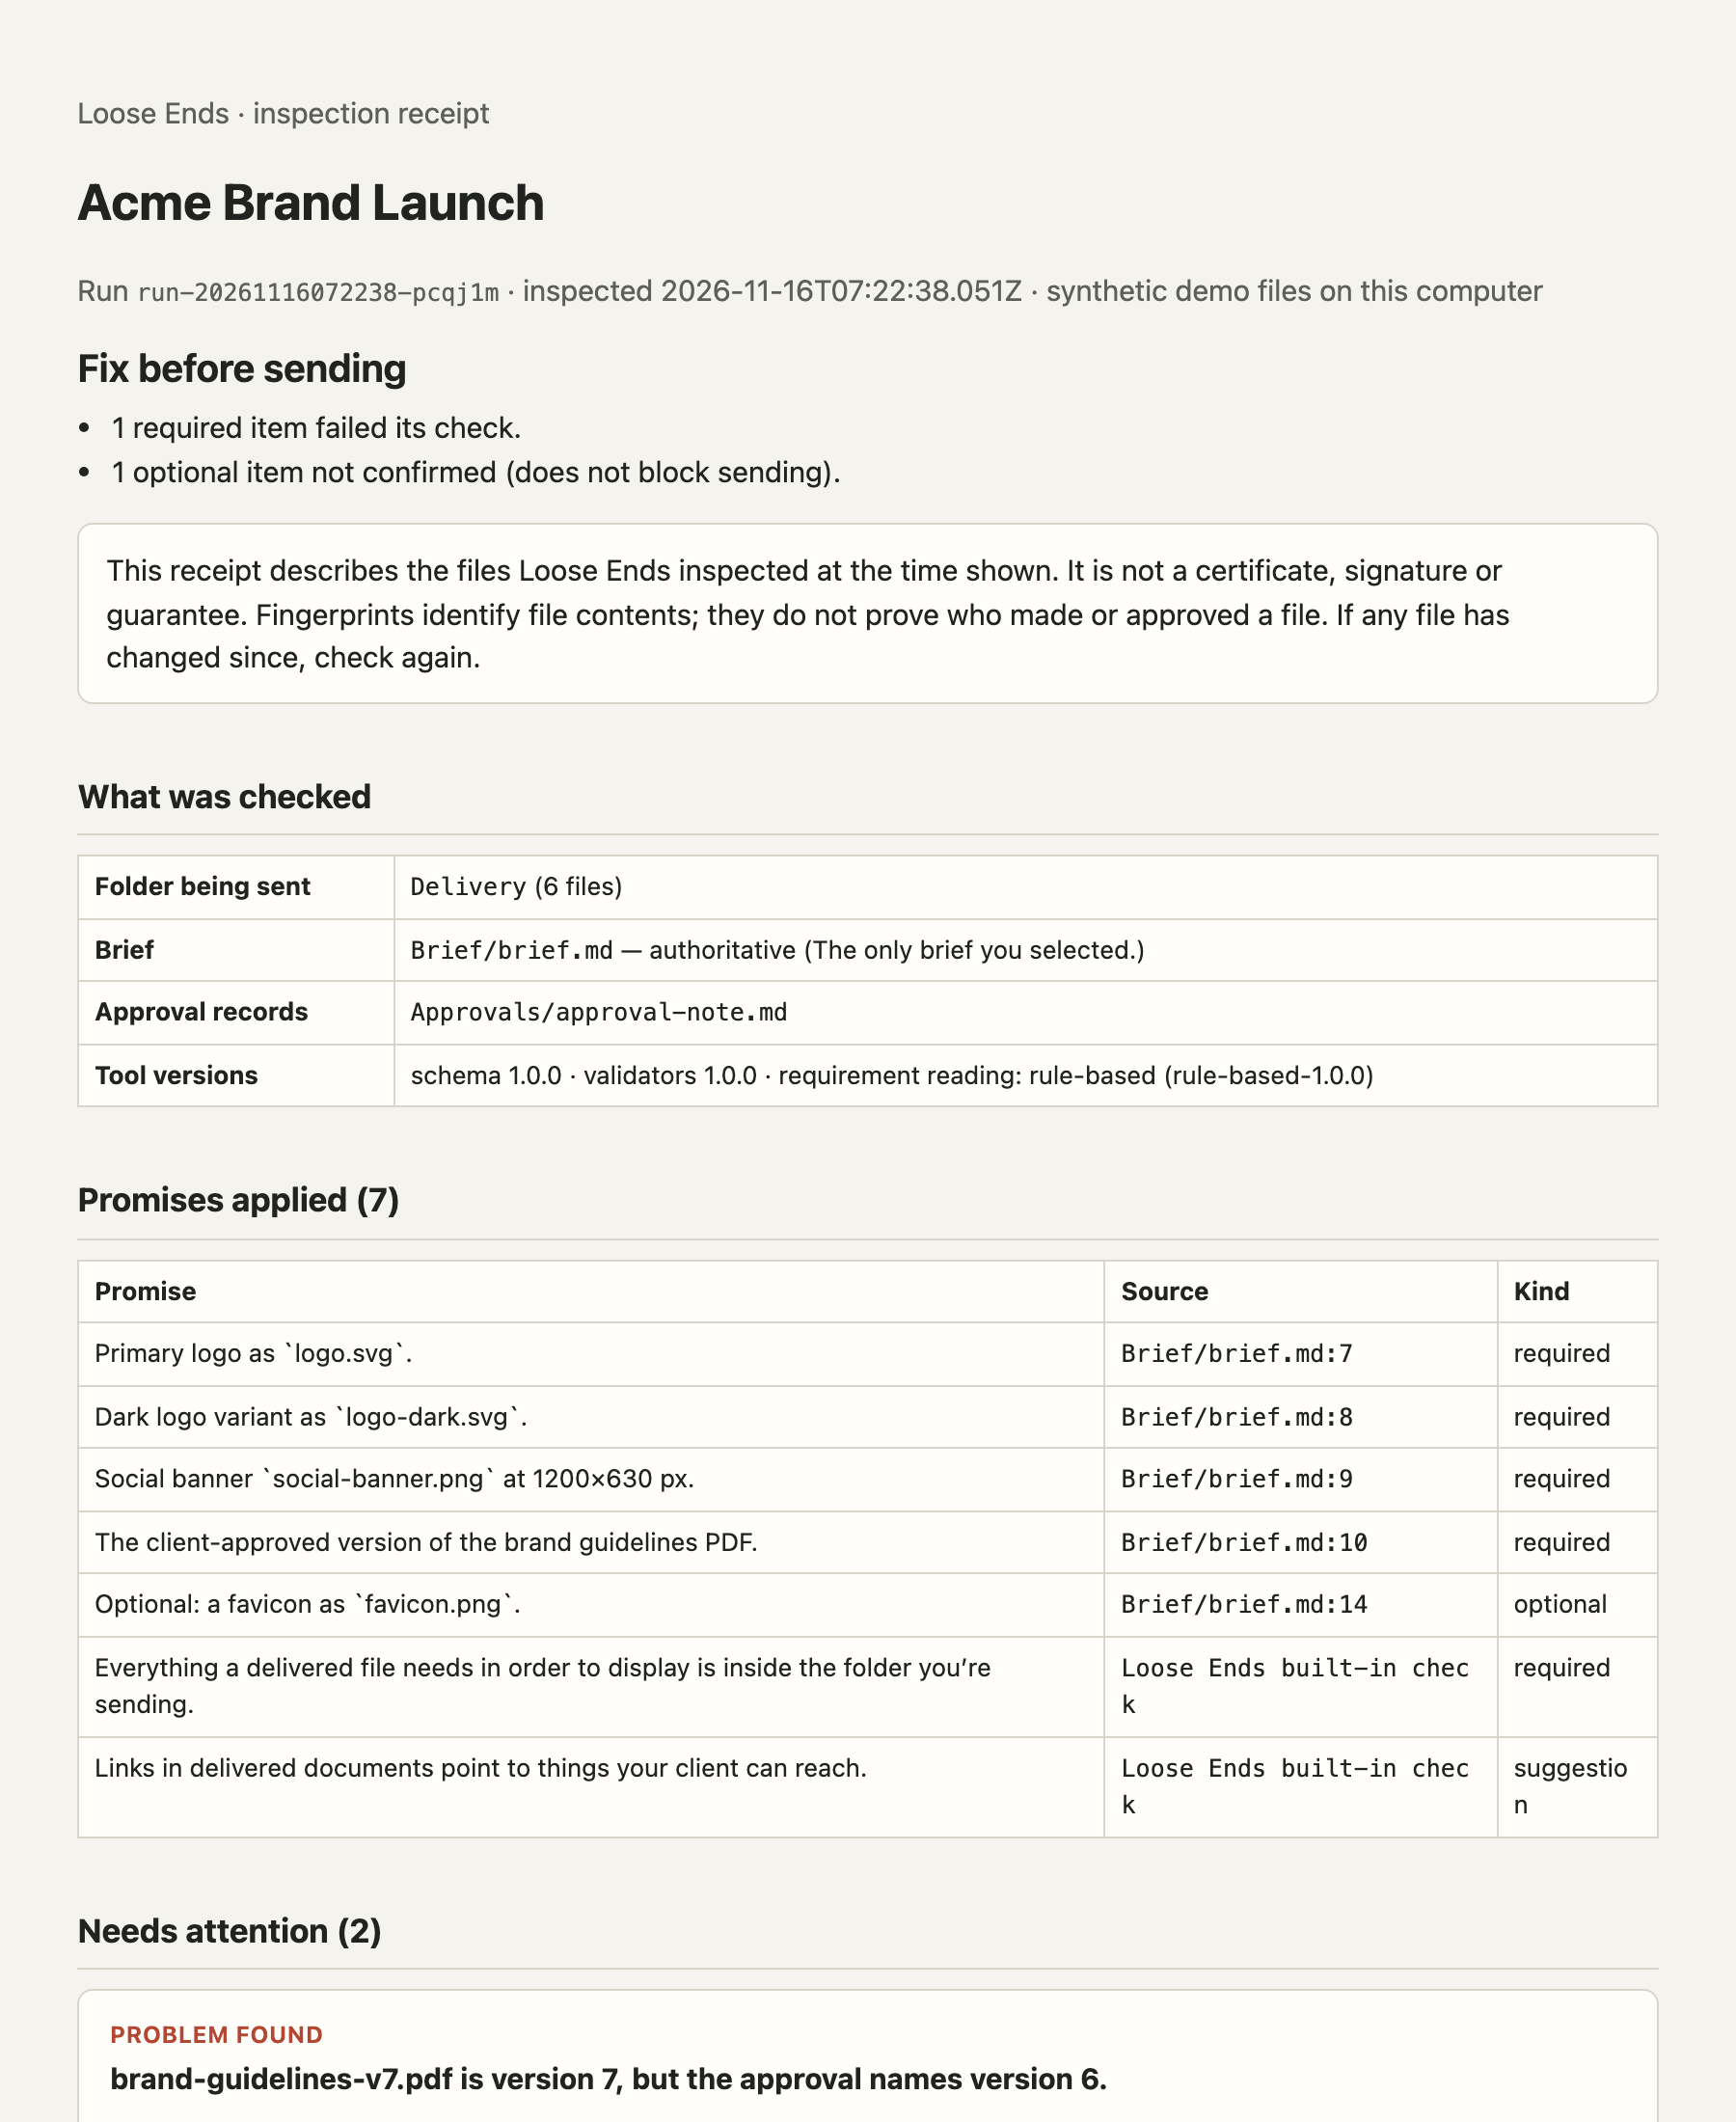 Loose Ends · inspection receipt
Acme Brand Launch
Run run-20261116072238-pcqj1m · inspected 2026-11-16T07:22:38.051Z · synthetic demo files on this computer
Fix before sending
• 1 required item failed its check.
• 1 optional item not confirmed (does not block sending).
This receipt describes the files Loose Ends inspected at the time shown. It is not a certificate, signature or
guarantee. Fingerprints identify file contents; they do not prove who made or approved a file. If any file has
changed since, check again.
What was checked
Folder being sent Delivery (6 files)
Brief Brief/brief.md — authoritative (The only brief you selected.)
Approval records Approvals/approval-note.md
Tool versions schema 1.0.0 · validators 1.0.0 · requirement reading: rule-based (rule-based-1.0.0)
Promises applied (7)
Promise Source Kind
Primary logo as `logo.svg`. Brief/brief.md:7 required
Dark logo variant as `logo-dark.svg`. Brief/brief.md:8 required
Social banner `social-banner.png` at 1200×630 px. Brief/brief.md:9 required
The client-approved version of the brand guidelines PDF. Brief/brief.md:10 required
Optional: a favicon as `favicon.png`. Brief/brief.md:14 optional
Everything a delivered file needs in order to display is inside the folder you’re Loose Ends built-in chec required
sending. k
Links in delivered documents point to things your client can reach. Loose Ends built-in chec suggestio
k n
Needs attention (2)
PROBLEM FOUND
brand-guidelines-v7.pdf is version 7, but the approval names version 6.